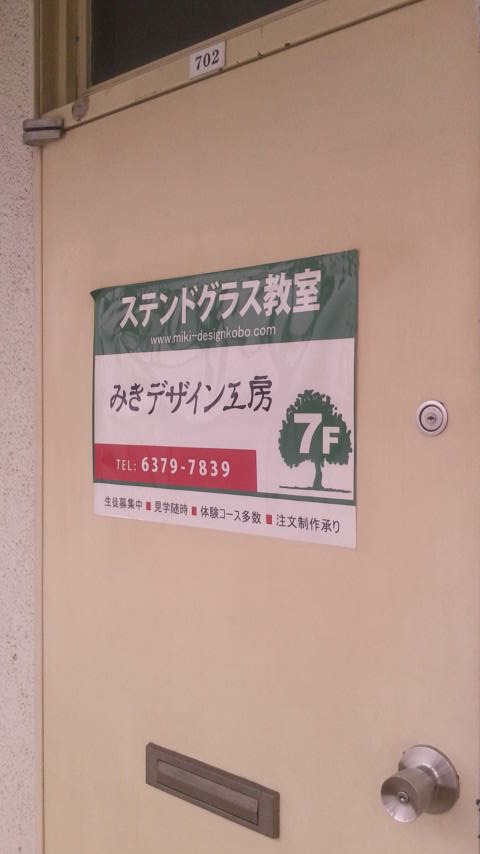 702
ステンドグラス教室
www.miki-designkobo.com
みきデザイン工房
7F
TEL: 6379-7839
生徒募集中 ■ 見学随時 ■ 体験コース多数 ■ 注文制作承り